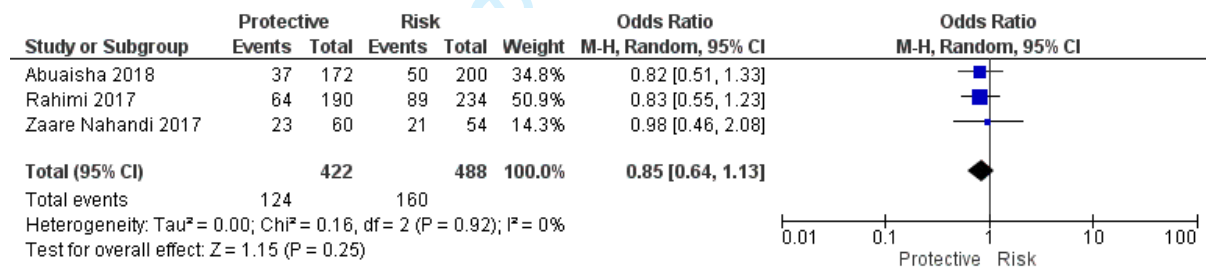 Protective Risk Odds Ratio Odds Ratio
Study or Subgroup Events Total Events Total Weight M-H, Random, 95% CI M-H, Random, 95% CI
Abuaisha 2018 37 172 50 200 34.8% 0.82 [0.51, 1.33]
Rahimi 2017 64 190 89 234 50.9% 0.83 [0.55, 1.23]
Zaare Nahandi 2017 23 60 21 54 14.3% 0.98 [0.46, 2.08]
Total (95% CI) 422 488 100.0% 0.85 [0.64, 1.13]
Total events 124 160
Heterogeneity: Tau² = 0.00; Chi² = 0.16, df = 2 (P = 0.92); I² = 0%
Test for overall effect: Z = 1.15 (P = 0.25)
0.01 0.1 1 10 100
Protective Risk